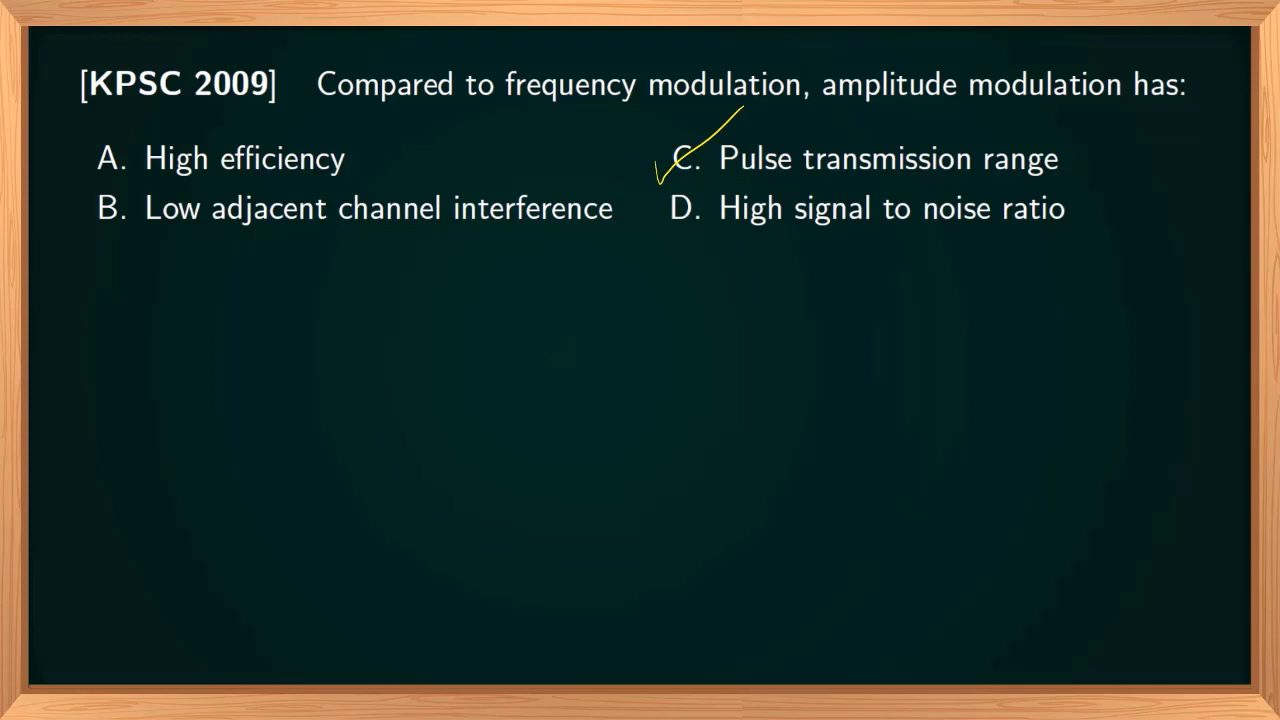 [KPSC 2009] Compared to frequency modulation, amplitude modulation has:
A. High efficiency
B. Low adjacent channel interference
C. Pulse transmission range
D. High signal to noise ratio